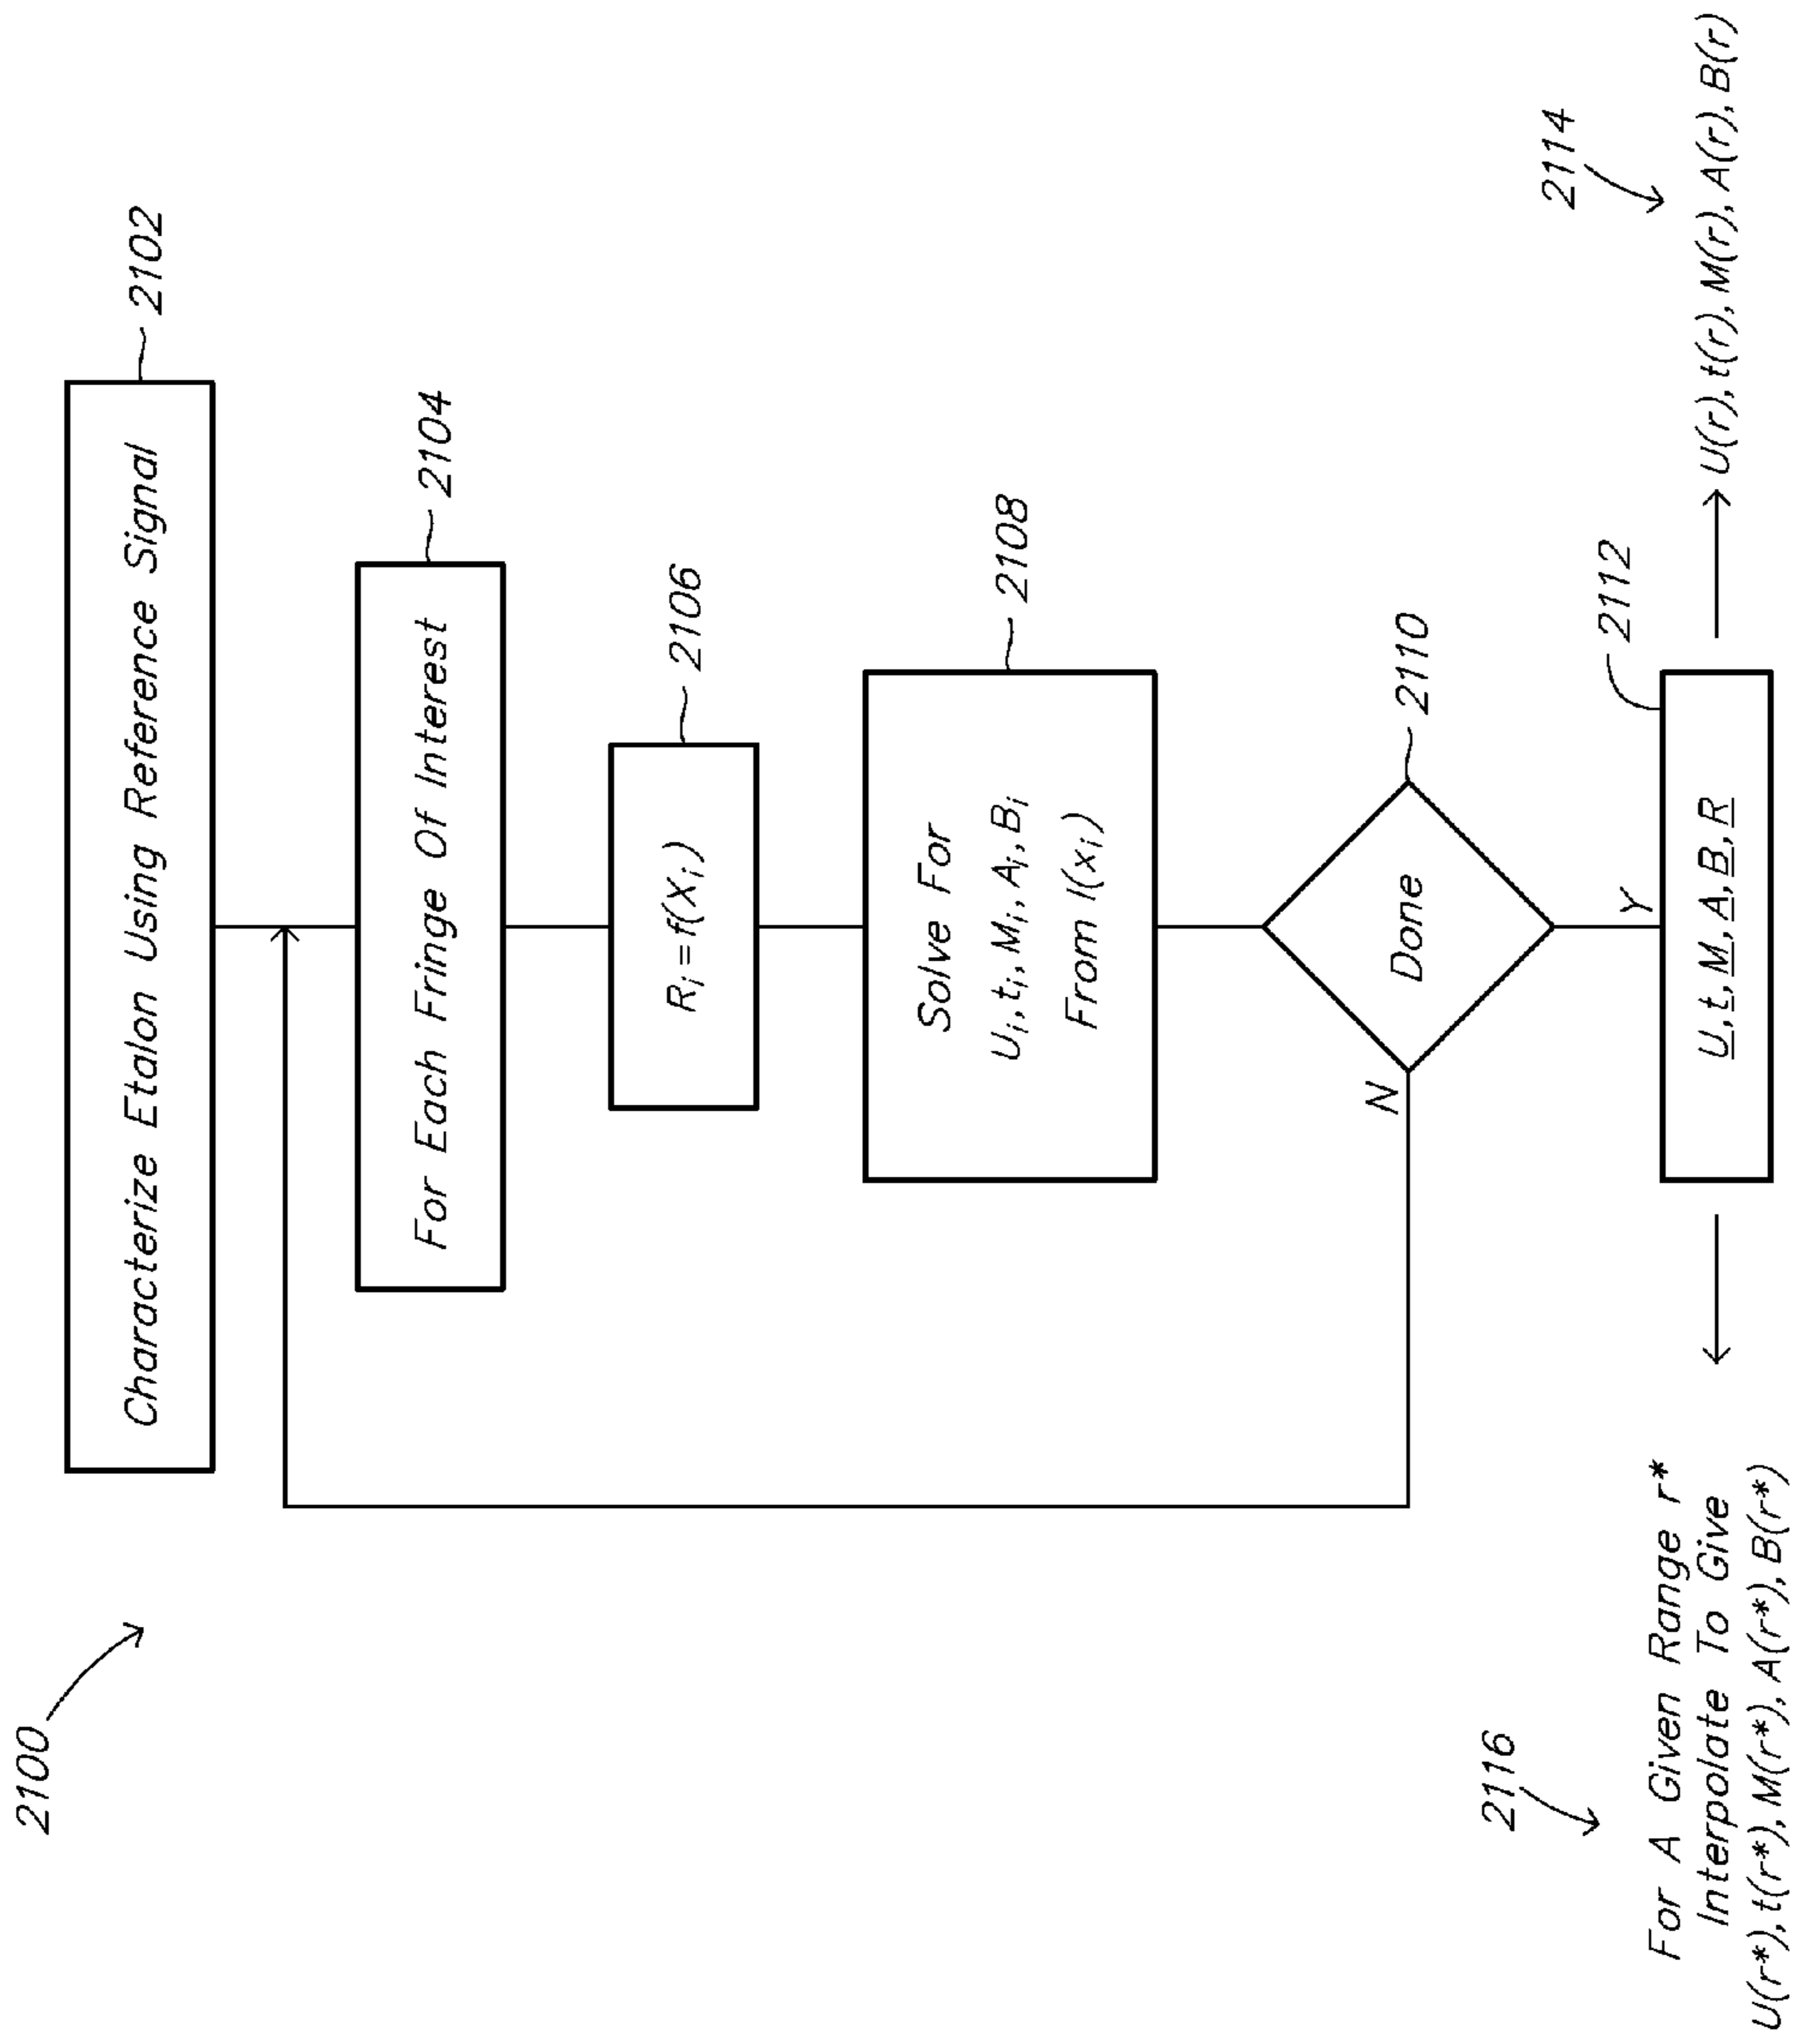 2100
Characterize Etalon Using Reference Signal
2102
For Each Fringe Of Interest
2104
R_i = f(X_i)
2106
Solve For
U_i, t_i, M_i, A_i, B_i
From I(x_i)
2108
Done
2110
N
Y
2112
U, t, M, A, B, R
2114
U(r), t(r), M(r), A(r), B(r)
2116
For A Given Range r*
Interpolate To Give
U(r*), t(r*), M(r*), A(r*), B(r*)